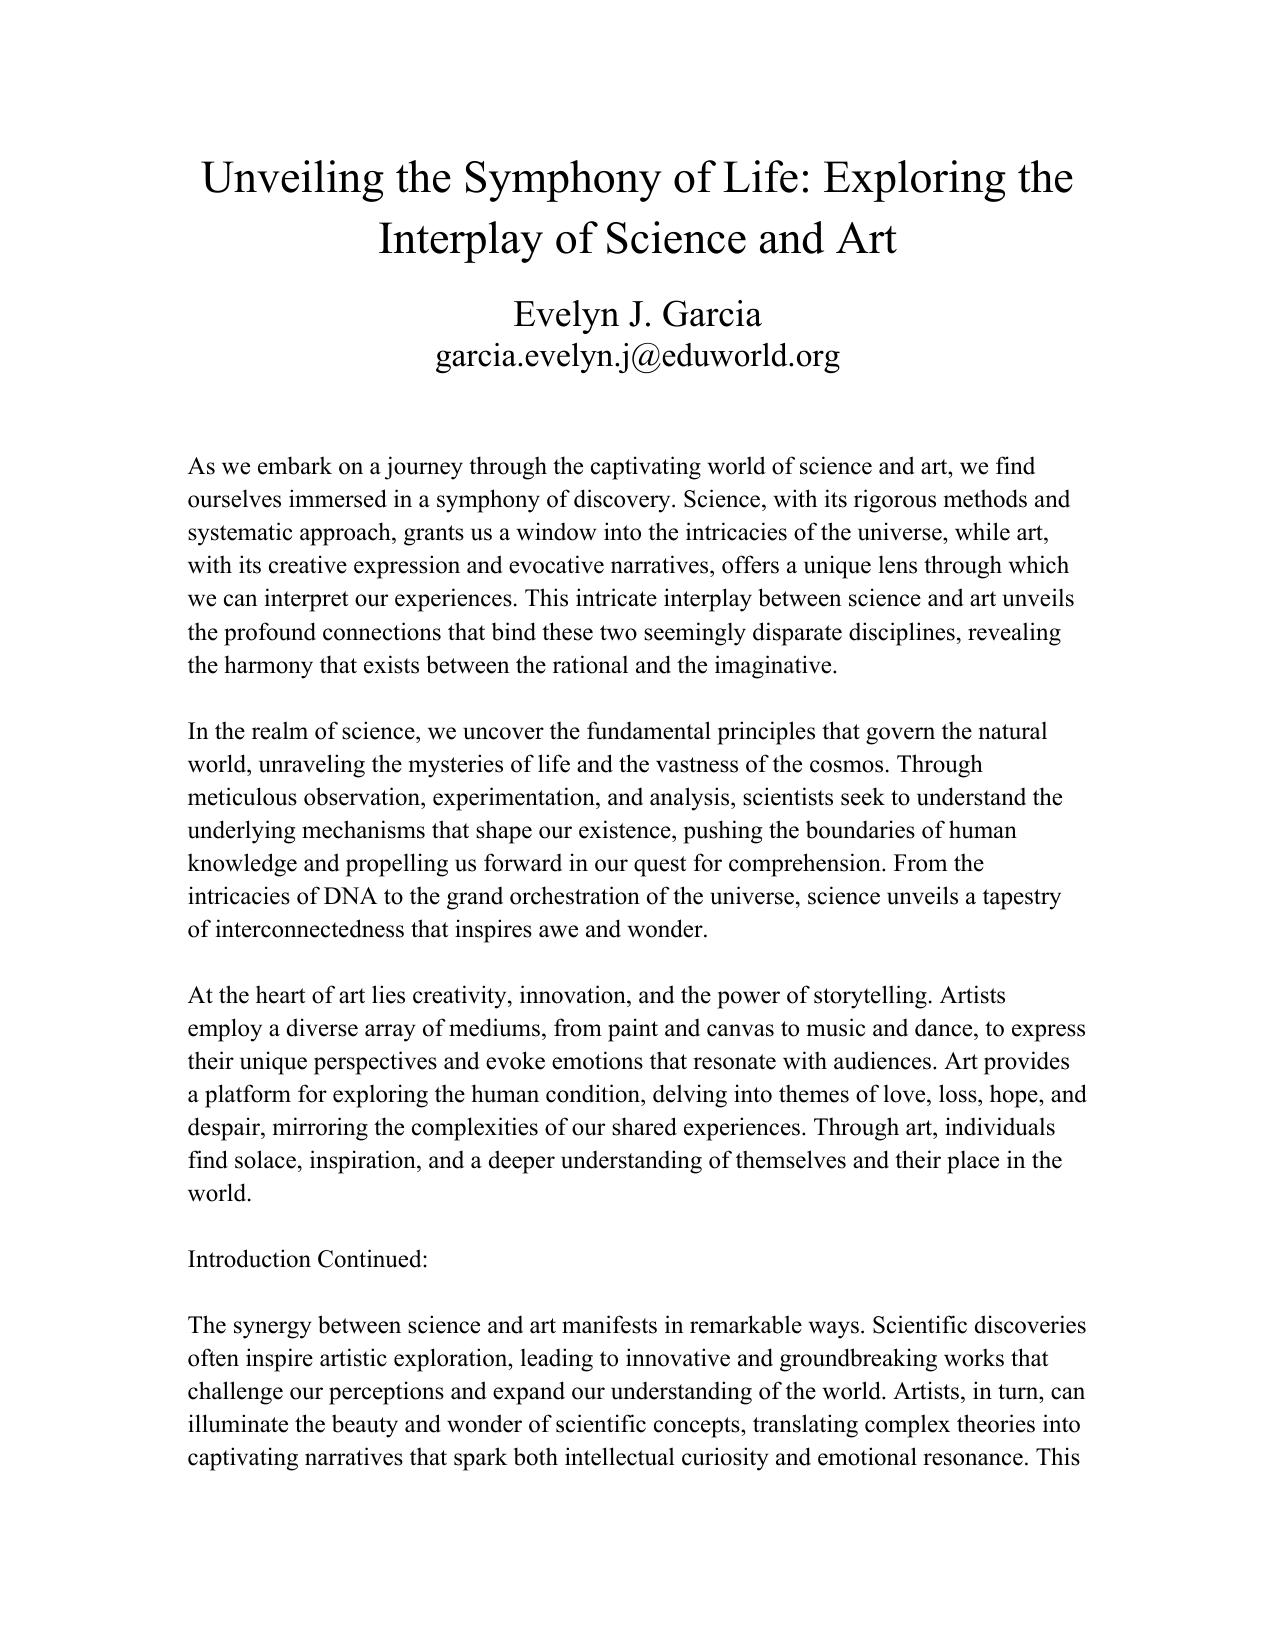 Unveiling the Symphony of Life: Exploring the
Interplay of Science and Art
Evelyn J. Garcia
garcia.evelyn.j@eduworld.org
As we embark on a journey through the captivating world of science and art, we find
ourselves immersed in a symphony of discovery. Science, with its rigorous methods and
systematic approach, grants us a window into the intricacies of the universe, while art,
with its creative expression and evocative narratives, offers a unique lens through which
we can interpret our experiences. This intricate interplay between science and art unveils
the profound connections that bind these two seemingly disparate disciplines, revealing
the harmony that exists between the rational and the imaginative.
In the realm of science, we uncover the fundamental principles that govern the natural
world, unraveling the mysteries of life and the vastness of the cosmos. Through
meticulous observation, experimentation, and analysis, scientists seek to understand the
underlying mechanisms that shape our existence, pushing the boundaries of human
knowledge and propelling us forward in our quest for comprehension. From the
intricacies of DNA to the grand orchestration of the universe, science unveils a tapestry
of interconnectedness that inspires awe and wonder.
At the heart of art lies creativity, innovation, and the power of storytelling. Artists
employ a diverse array of mediums, from paint and canvas to music and dance, to express
their unique perspectives and evoke emotions that resonate with audiences. Art provides
a platform for exploring the human condition, delving into themes of love, loss, hope, and
despair, mirroring the complexities of our shared experiences. Through art, individuals
find solace, inspiration, and a deeper understanding of themselves and their place in the
world.
Introduction Continued:
The synergy between science and art manifests in remarkable ways. Scientific discoveries
often inspire artistic exploration, leading to innovative and groundbreaking works that
challenge our perceptions and expand our understanding of the world. Artists, in turn, can
illuminate the beauty and wonder of scientific concepts, translating complex theories into
captivating narratives that spark both intellectual curiosity and emotional resonance. This